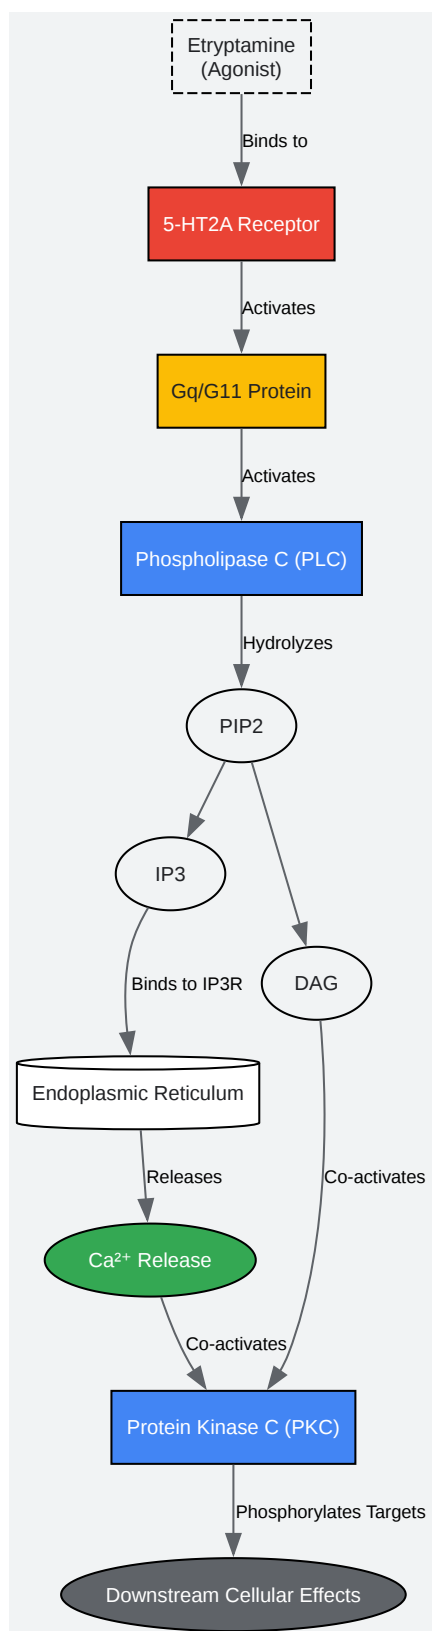 Etryptamine
(Agonist)
Binds to
5-HT2A Receptor
Activates
Gq/G11 Protein
Activates
Phospholipase C (PLC)
Hydrolyzes
PIP2
IP3
DAG
Binds to IP3R
Endoplasmic Reticulum
Releases
Co-activates
Ca²⁺ Release
Co-activates
Protein Kinase C (PKC)
Phosphorylates Targets
Downstream Cellular Effects